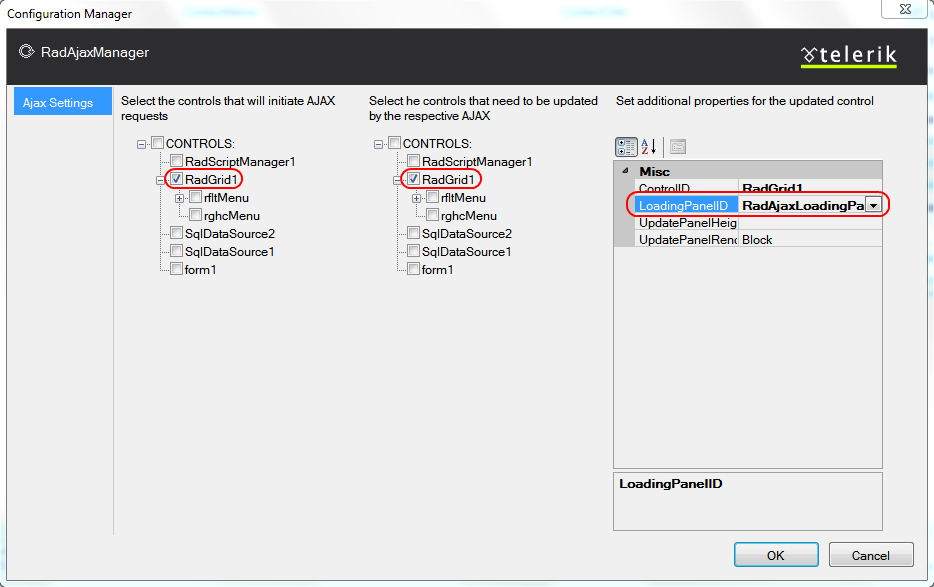 Configuration Manager
RadAjaxManager
telerik
Ajax Settings
Select the controls that will initiate AJAX
requests
CONTROLS:
RadScriptManager1
RadGrid1
rfltMenu
rghcMenu
SqlDataSource2
SqlDataSource1
form1
Select he controls that need to be updated
by the respective AJAX
CONTROLS:
RadScriptManager1
RadGrid1
rfltMenu
rghcMenu
SqlDataSource2
SqlDataSource1
form1
Set additional properties for the updated control
Misc
ControlID RadGrid1
LoadingPanelID RadAjaxLoadingPa
UpdatePanelHeig
UpdatePanelRend Block
LoadingPanelID
OK Cancel